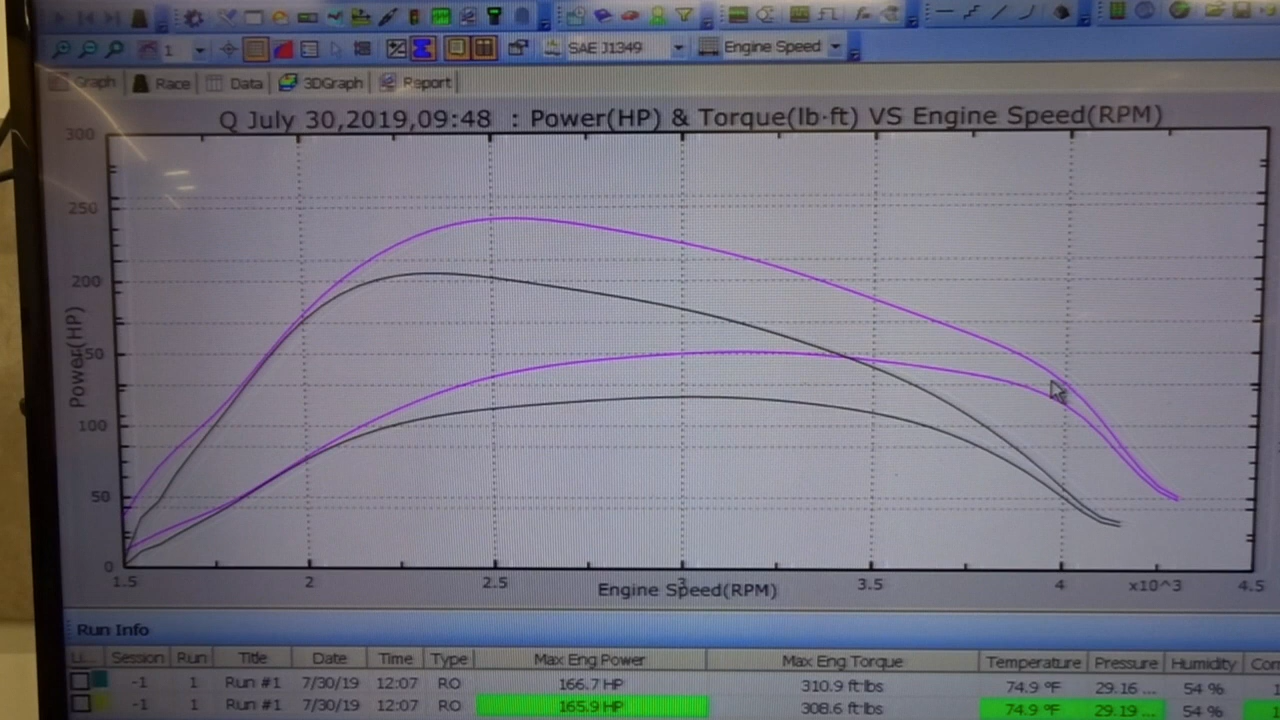 1 SAE J1349 Engine Speed
Graph Race Data 3DGraph Report
Q July 30,2019,09:48 : Power(HP) & Torque(lb·ft) VS Engine Speed(RPM)
300
250
200
150
100
50
0
Power(HP)
1.5 2 2.5 3 3.5 4 x10^3 4.5
Engine Speed(RPM)
Run Info
Li... Session Run Title Date Time Type Max Eng Power Max Eng Torque Temperature Pressure Humidity Con
-1 1 Run #1 7/30/19 12:07 RO 166.7 HP 310.9 ft·lbs 74.9 ºF 29.16 ... 54 %
-1 1 Run #1 7/30/19 12:07 RO 165.9 HP 308.6 ft·lbs 74.9 ºF 29.19 ... 54 %